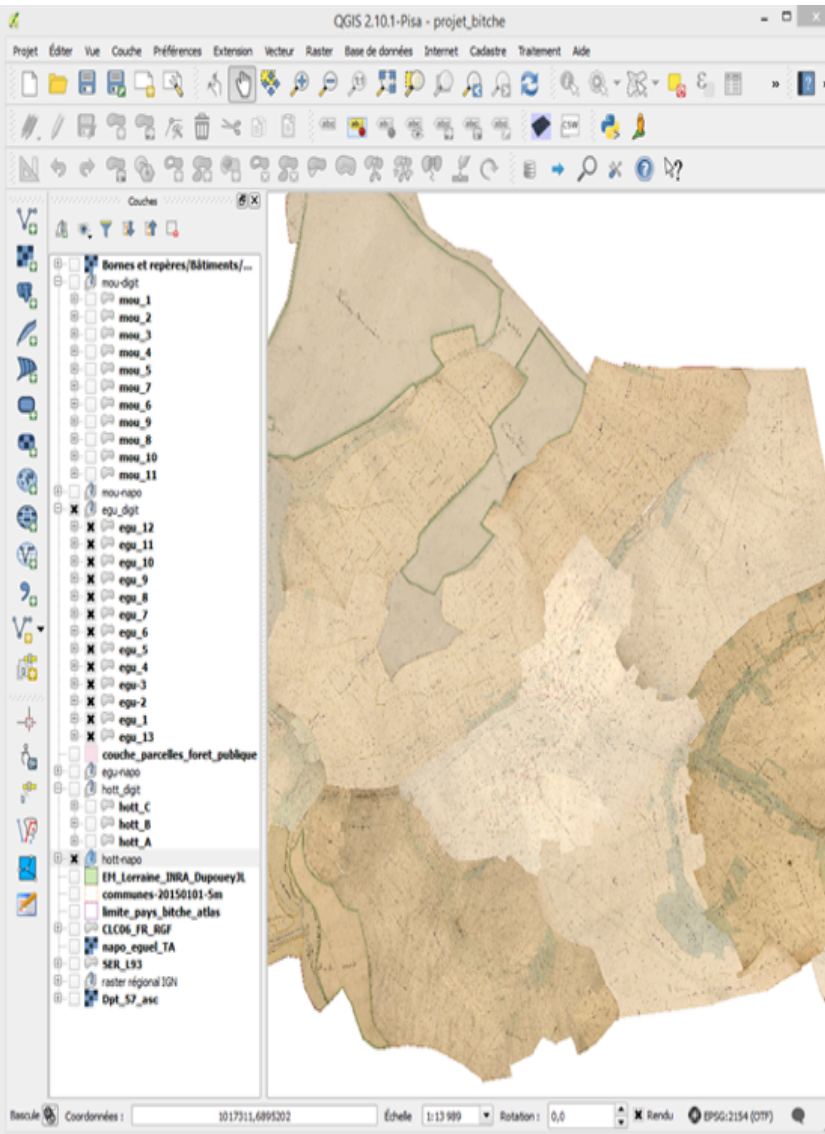 QGIS 2.10.1-Pisa - projet_bitche
Projet Éditer Vue Couche Préférences Extension Vecteur Raster Base de données Internet Cadastre Traitement Aide
Couches
Bornes et repères/Bâtiments/...
mou-digit
mou_1
mou_2
mou_3
mou_4
mou_5
mou_7
mou_6
mou_9
mou_8
mou_10
mou_11
mou-napo
egu_digit
egu_12
egu_11
egu_10
egu_9
egu_8
egu_7
egu_6
egu_5
egu_4
egu-3
egu-2
egu_1
egu_13
couche_parcelles_foret_publique
egu-napo
hott_digit
hott_C
hott_B
hott_A
hott-napo
EM_Lorraine_INRA_DupoueyJL
communes-20150101-5m
limite_pays_bitche_atlas
CLC06_FR_RGF
napo_eguel_TA
SER_L93
raster régional IGN
Dpt_57_asc
Bascule Coordonnées : 1017311,6895202 Échelle 1:13 989 Rotation : 0,0 Rendu EPSG:2154 (OTF)